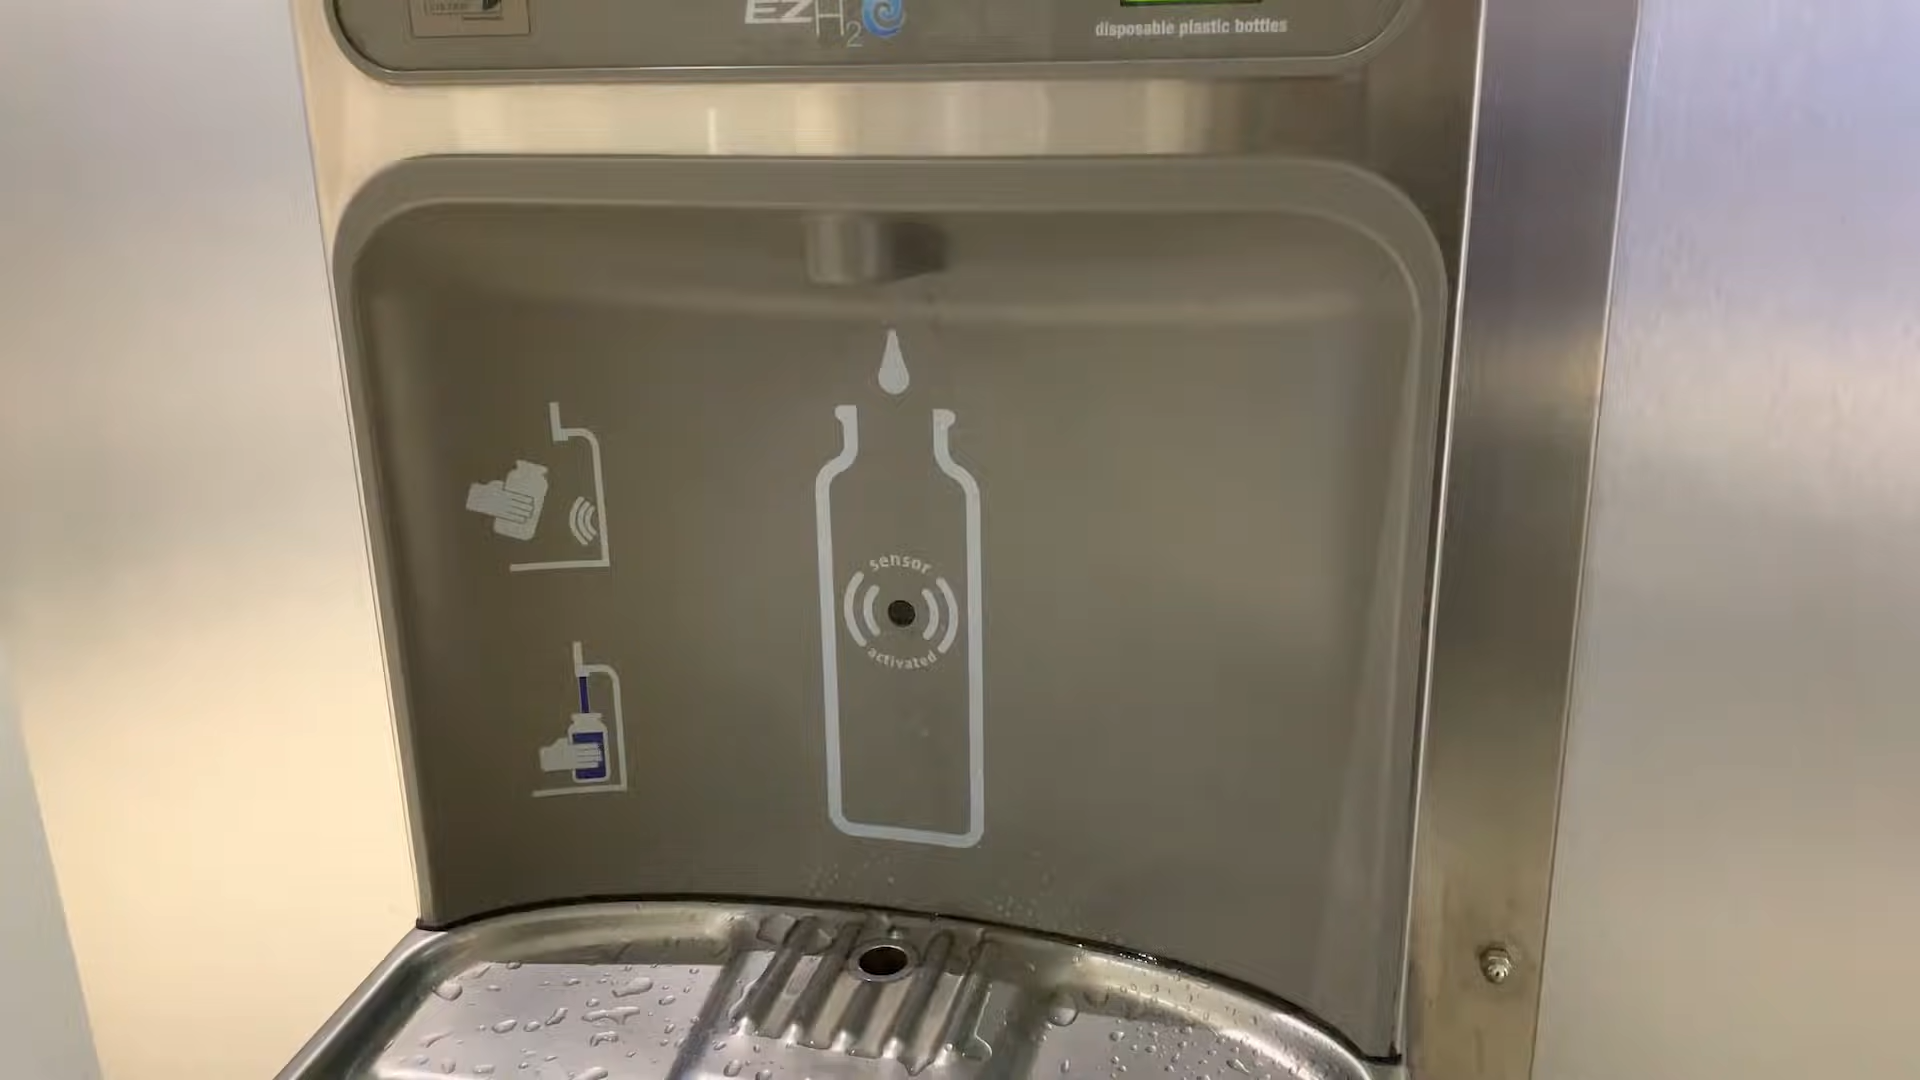 EZH2O
disposable plastic bottles
sensor
activated